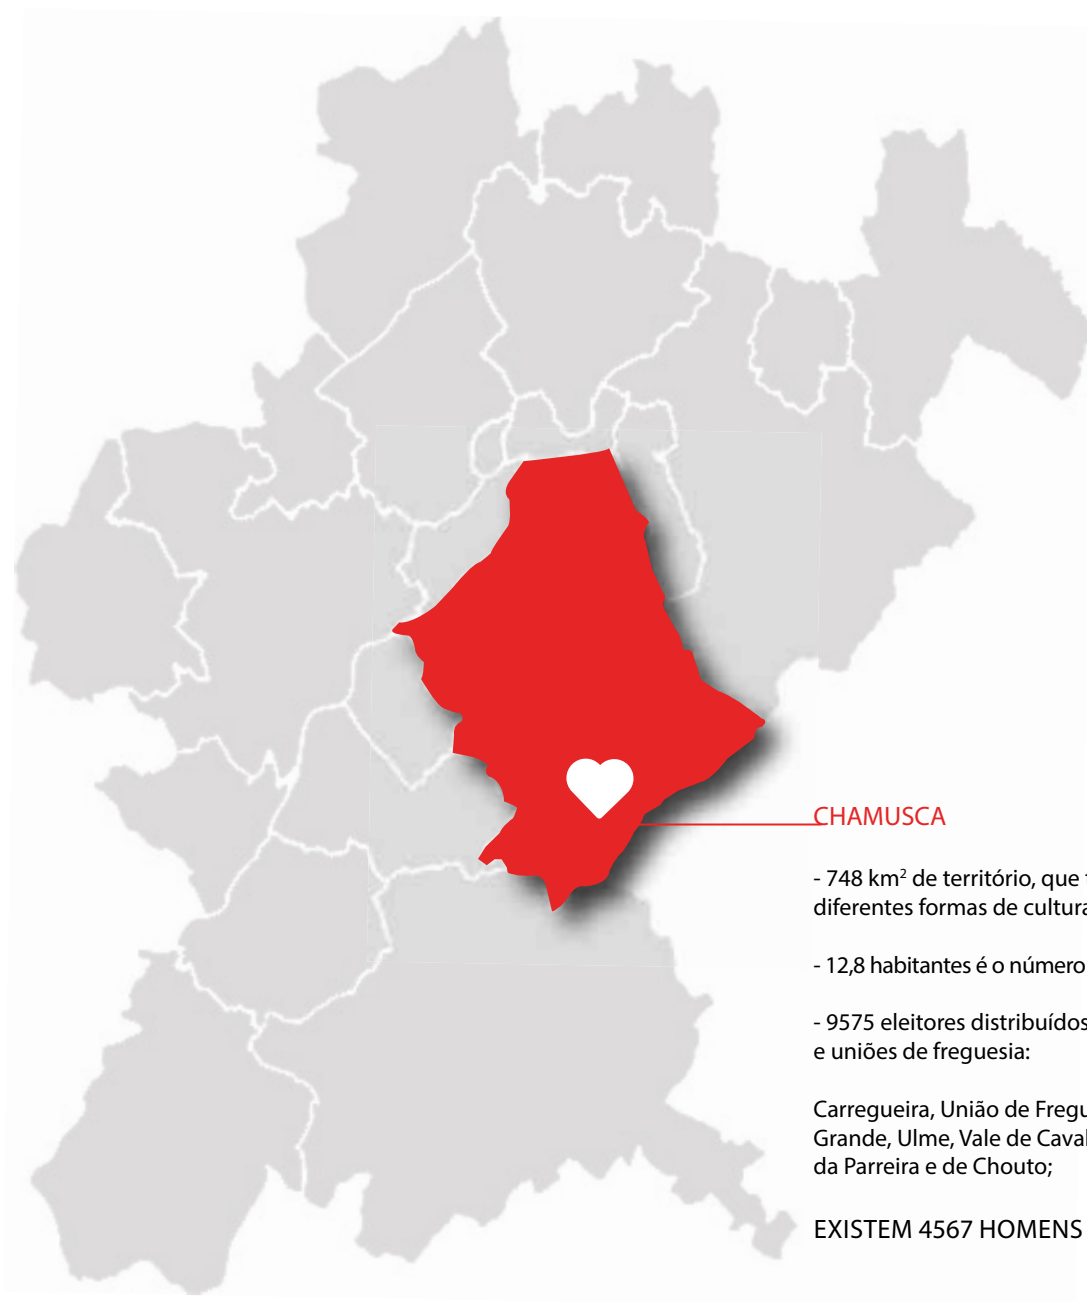 CHAMUSCA
- 748 km² de território, que
diferentes formas de
- 12,8 habitantes é o número
- 9575 eleitores distribuídos
e uniões de freguesia:
Carregueira, União de
Grande, Ulme, Vale de
da Parreira e de Chouto;
EXISTEM 4567 HOMENS